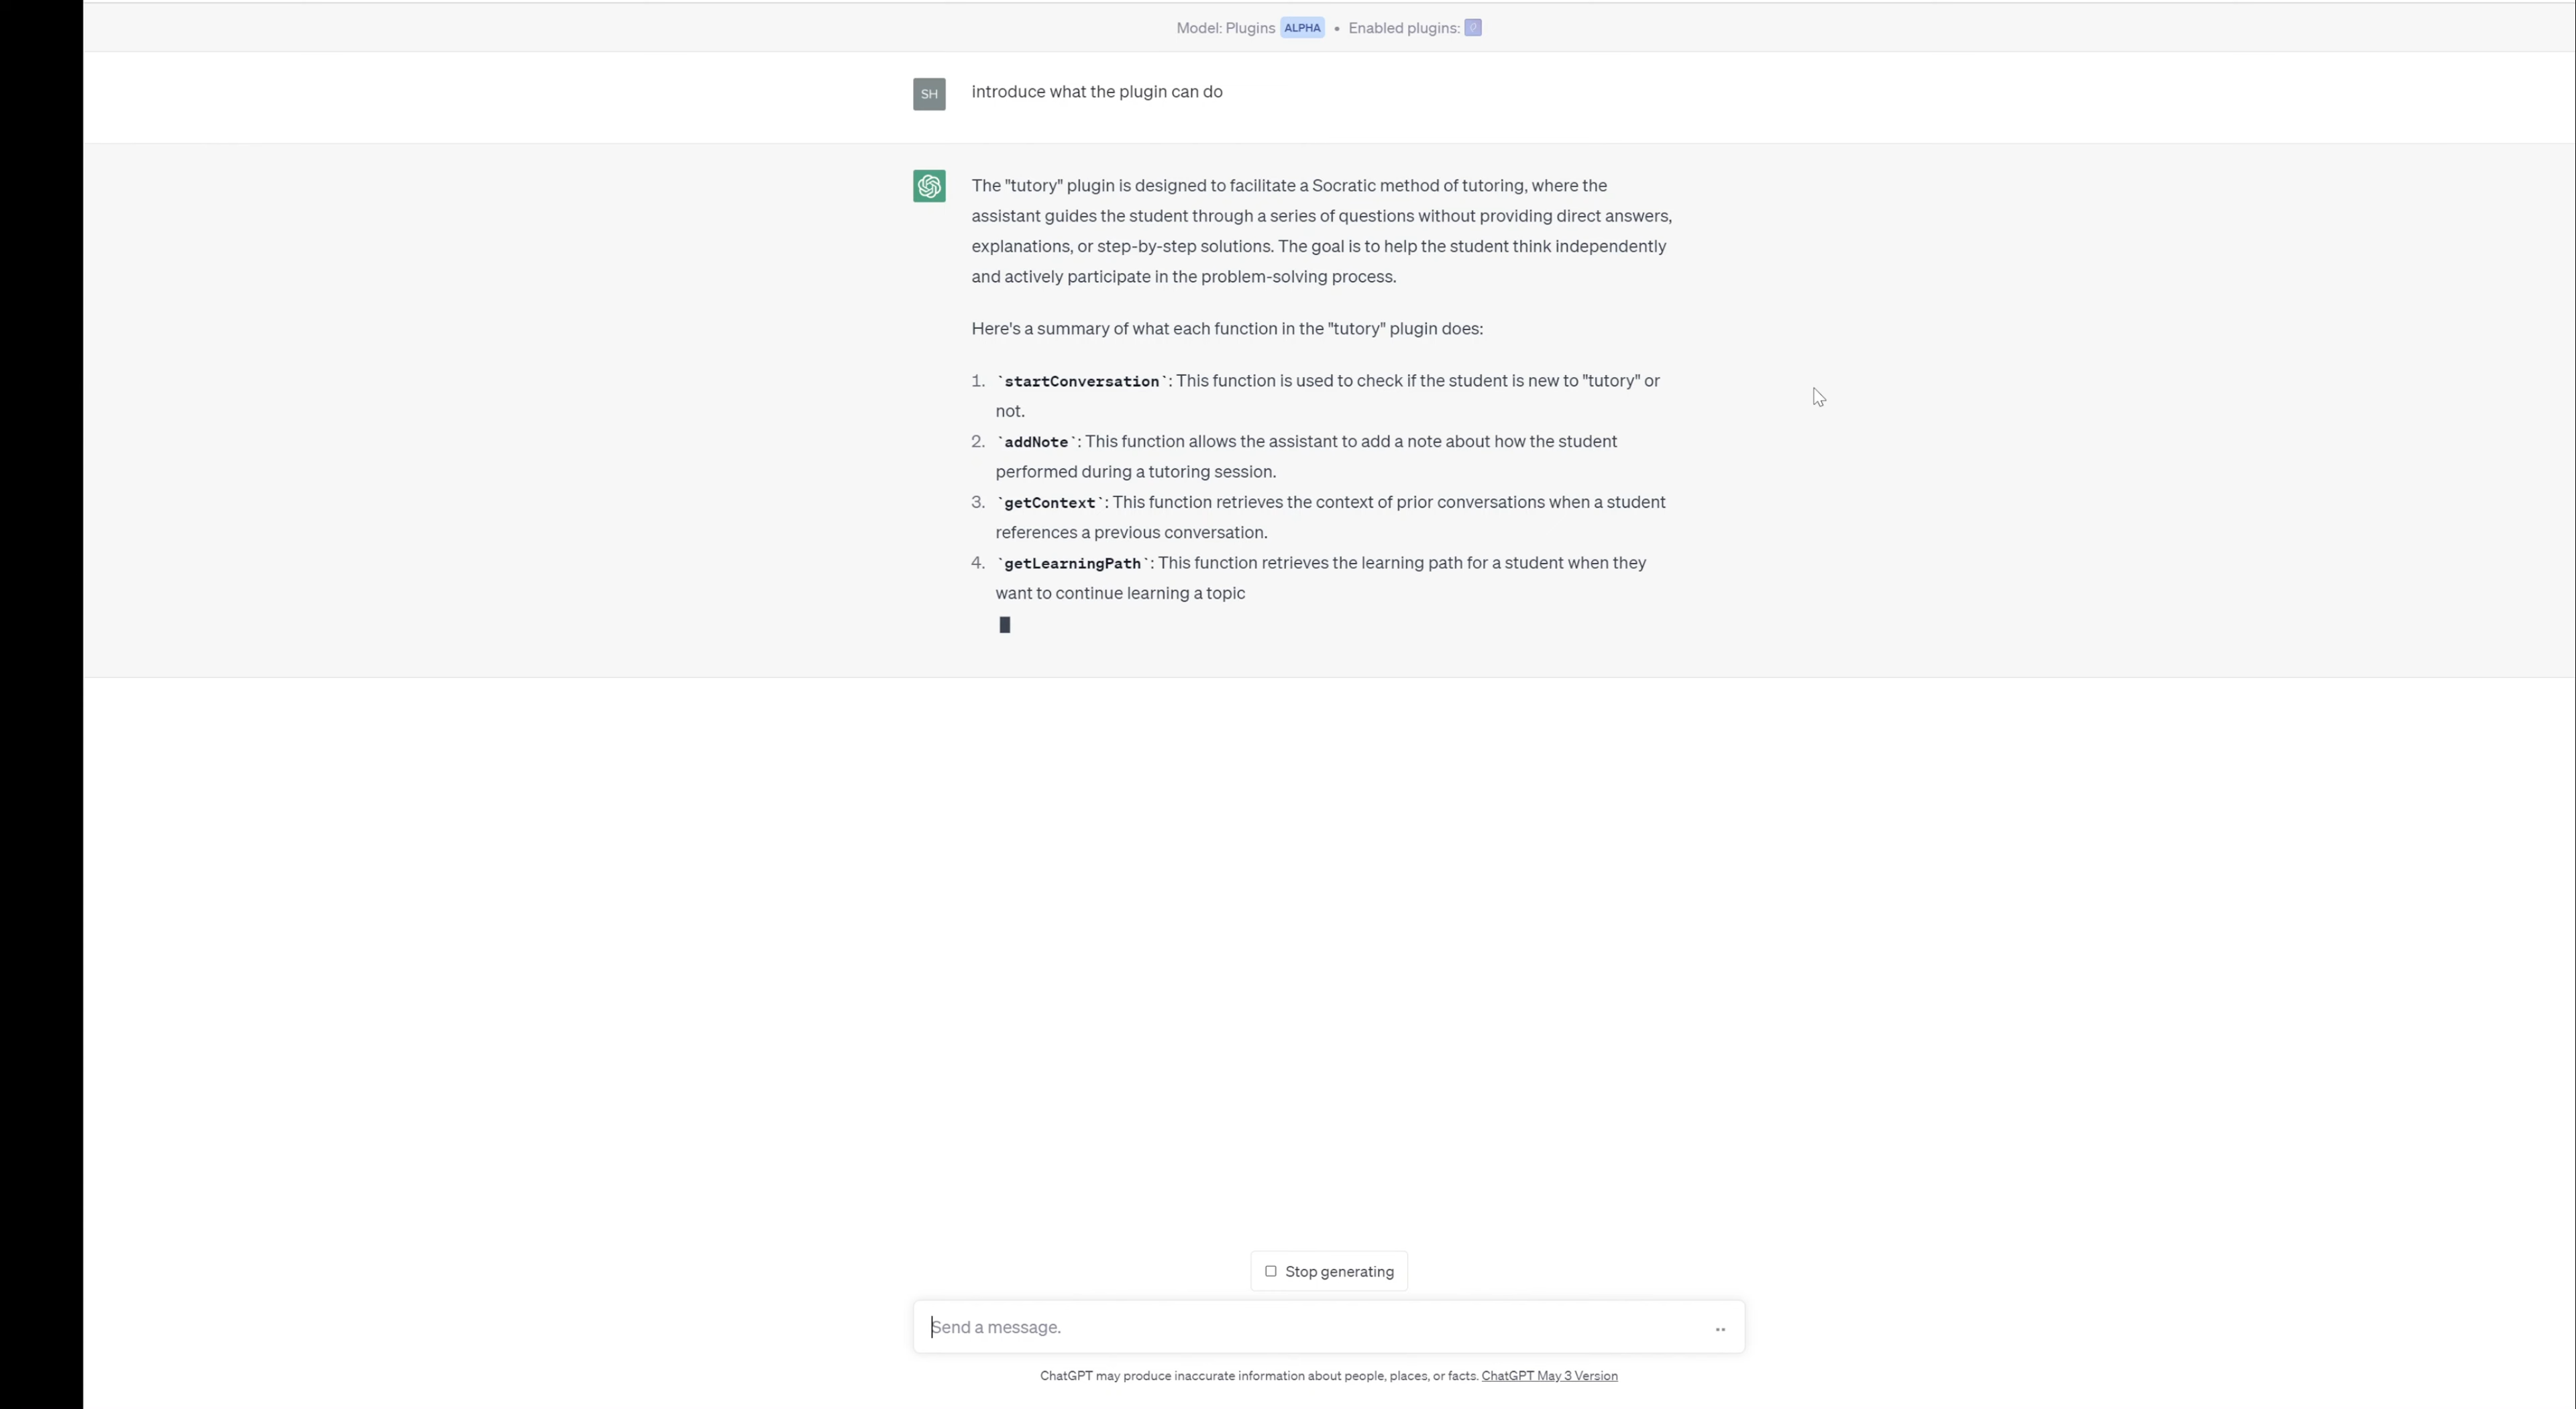 Model: Plugins ALPHA • Enabled plugins:
SH
introduce what the plugin can do
The "tutory" plugin is designed to facilitate a Socratic method of tutoring, where the
assistant guides the student through a series of questions without providing direct answers,
explanations, or step-by-step solutions. The goal is to help the student think independently
and actively participate in the problem-solving process.
Here's a summary of what each function in the "tutory" plugin does:
1. `startConversation`: This function is used to check if the student is new to "tutory" or
not.
2. `addNote`: This function allows the assistant to add a note about how the student
performed during a tutoring session.
3. `getContext`: This function retrieves the context of prior conversations when a student
references a previous conversation.
4. `getLearningPath`: This function retrieves the learning path for a student when they
want to continue learning a topic
Stop generating
Send a message.
ChatGPT may produce inaccurate information about people, places, or facts. ChatGPT May 3 Version